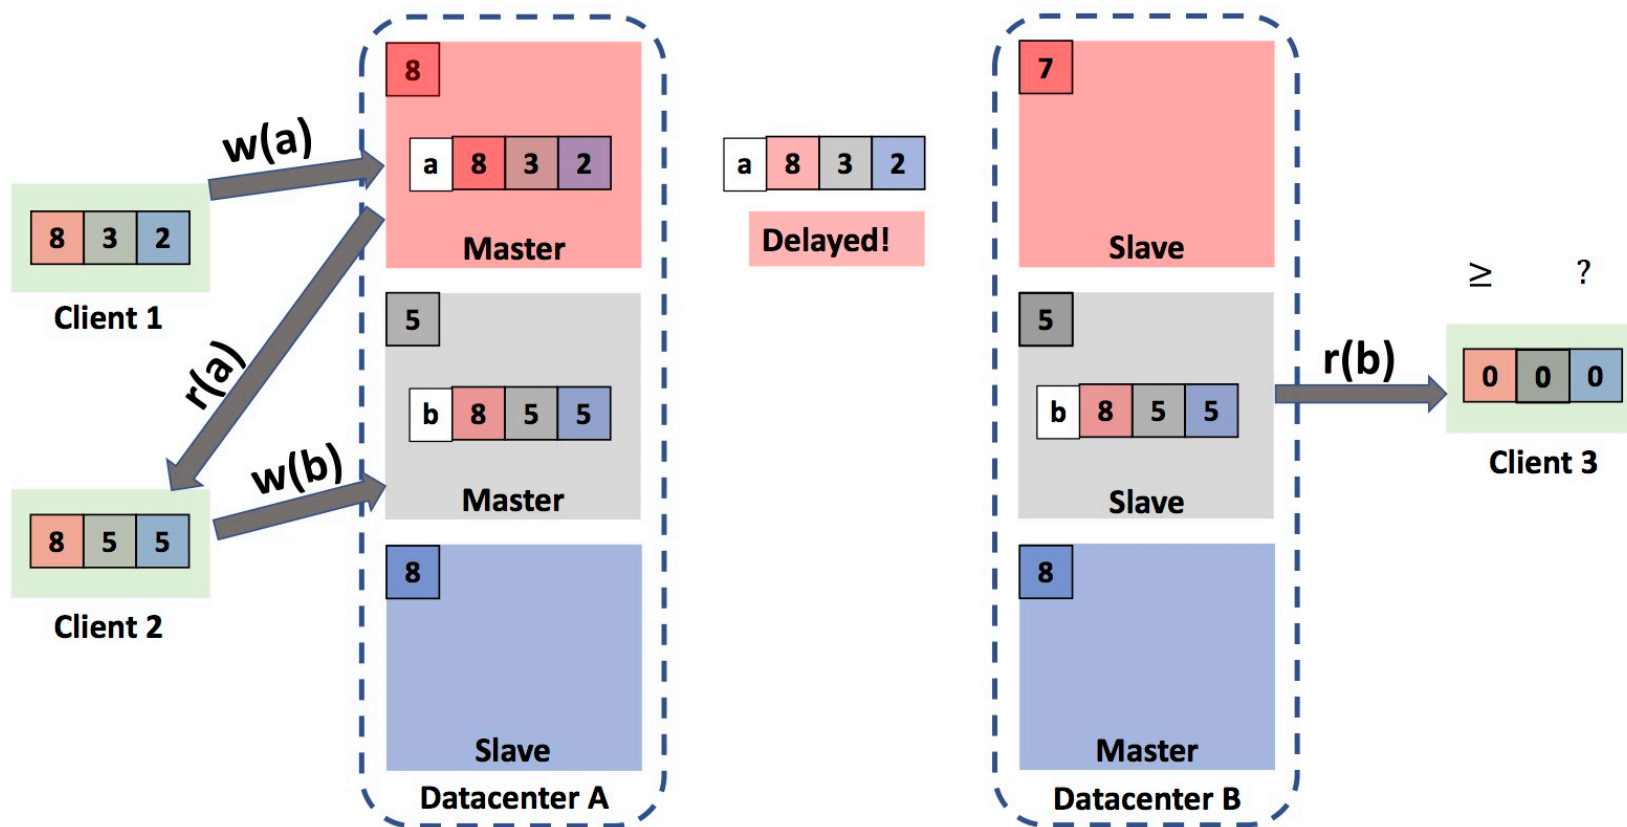 8
w(a)
a 8 3 2
Master
8 3 2
Client 1
r(a)
5
b 8 5 5
Master
w(b)
8 5 5
Client 2
8
Slave
Datacenter A
a 8 3 2
Delayed!
7
Slave
5
b 8 5 5
Slave
8
Master
Datacenter B
r(b)
≥ ?
0 0 0
Client 3